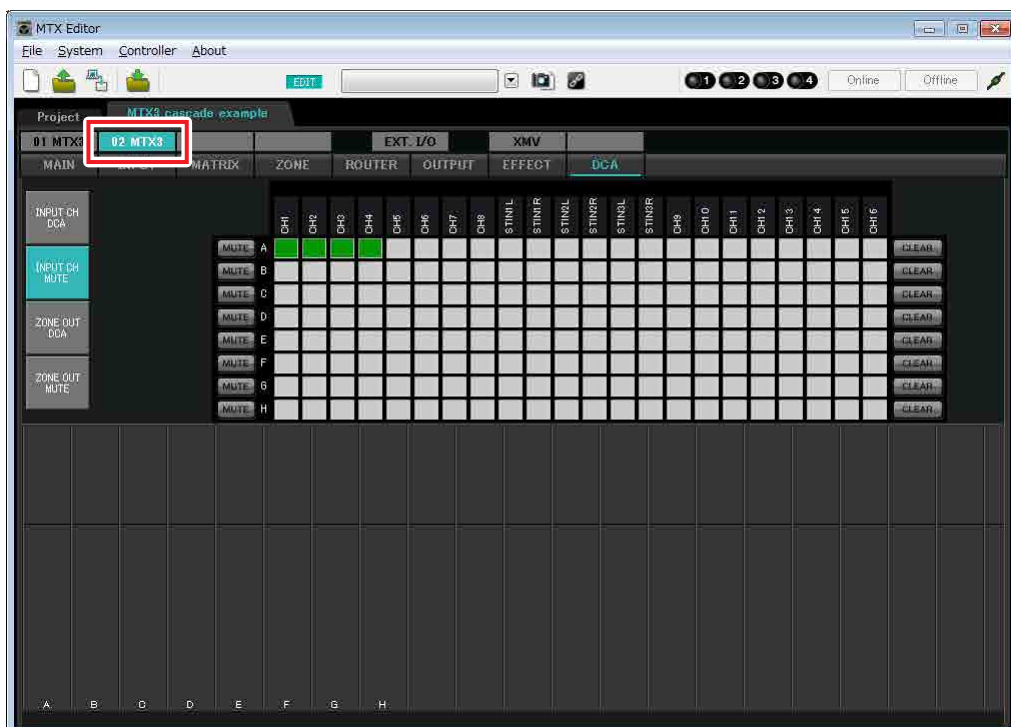 MTX Editor
File System Controller About
EDIT 1 2 3 4 Online Offline
Project MTX3 cascade example
01 MTX3 02 MTX3 EXT. I/O XMV
MAIN INPUT MATRIX ZONE ROUTER OUTPUT EFFECT DCA
INPUT CH DCA
INPUT CH MUTE
ZONE OUT DCA
ZONE OUT MUTE
CH1 CH2 CH3 CH4 CH5 CH6 CH7 CH8 STIN1L STIN1R STIN2L STIN2R STIN3L STIN3R CH9 CH10 CH11 CH12 CH13 CH14 CH15 CH16
MUTE A CLEAR
MUTE B CLEAR
MUTE C CLEAR
MUTE D CLEAR
MUTE E CLEAR
MUTE F CLEAR
MUTE G CLEAR
MUTE H CLEAR
A B C D E F G H